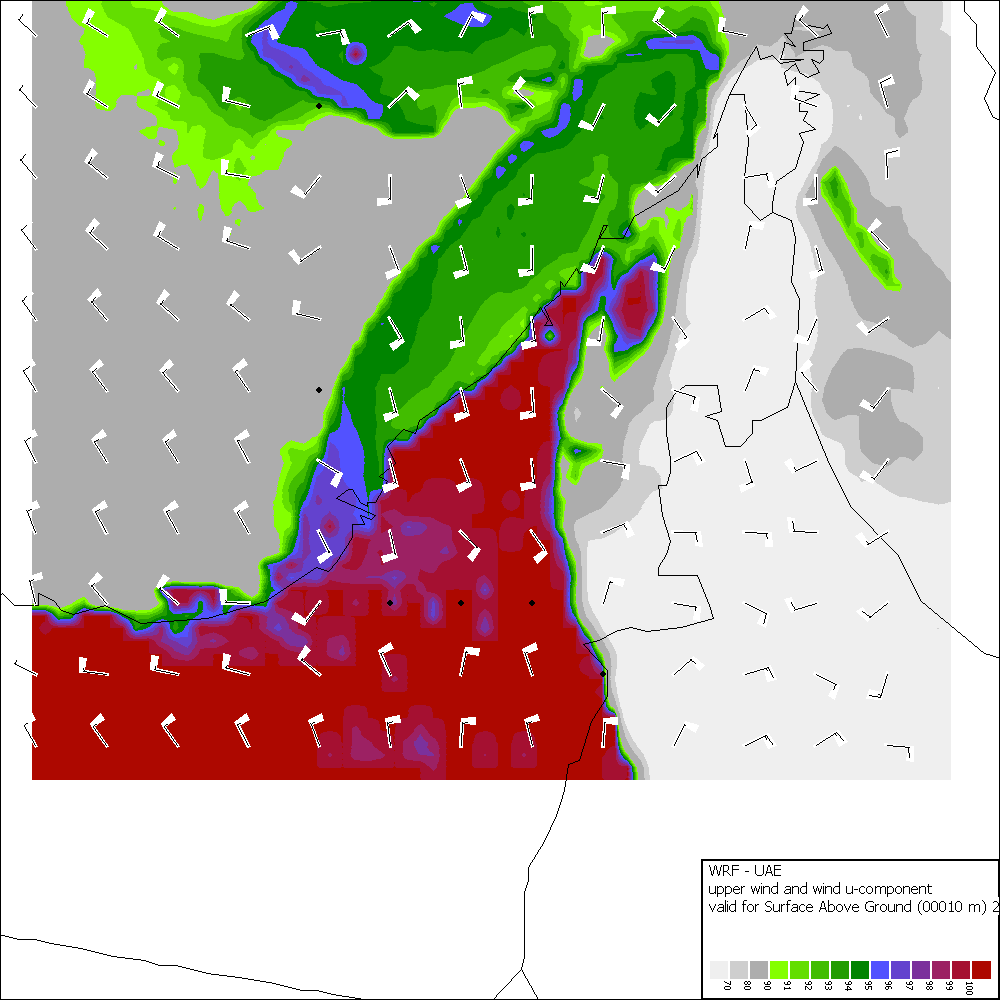 WRF - UAE
upper wind and wind u-component
valid for Surface Above Ground (00010 m) 2
70 80 90 91 92 93 94 95 96 97 98 99 100